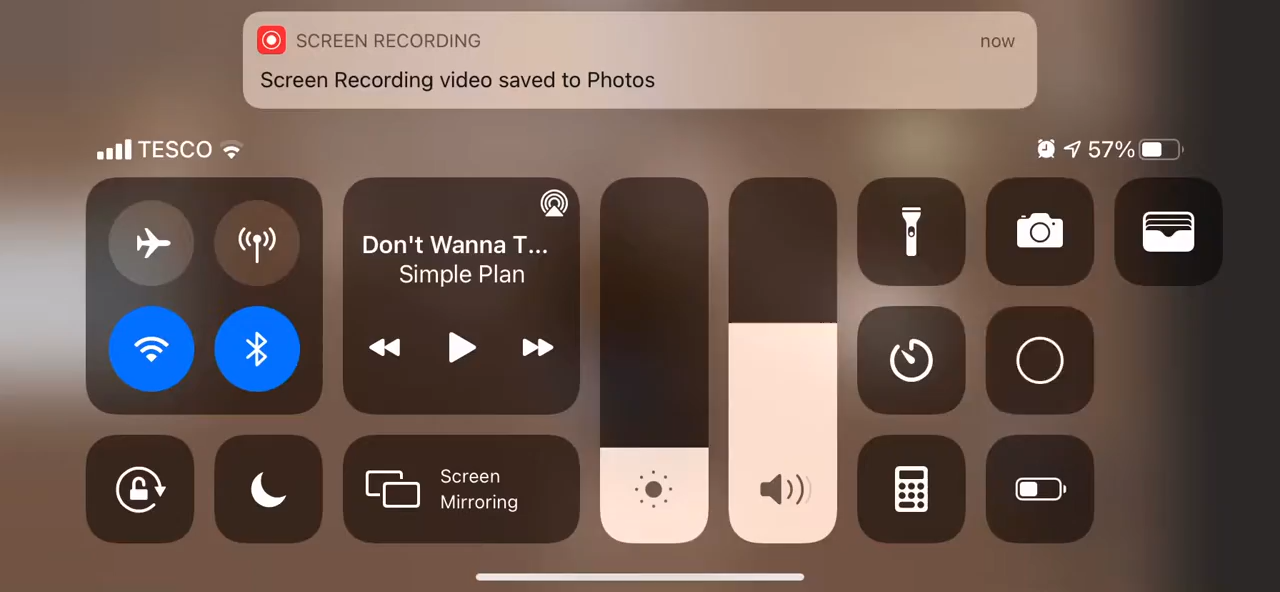 SCREEN RECORDING now
Screen Recording video saved to Photos
TESCO 57%
Don't Wanna T...
Simple Plan
Screen
Mirroring